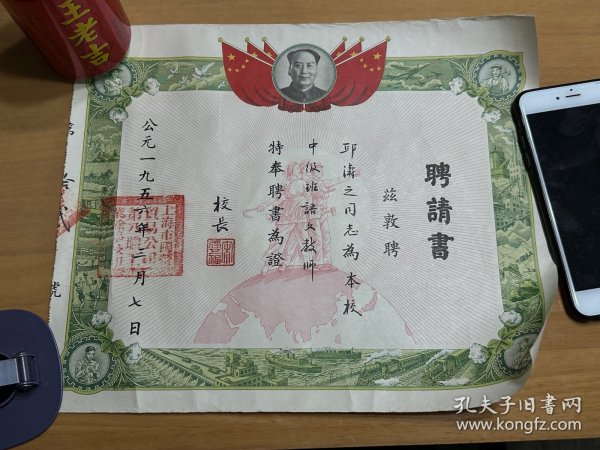 聘請書
茲敦聘
邱濤之同志為本校
中級班語文教師
特奉聘書為證
校長
公元一九五六年二月七日
王老吉
孔夫子旧书网
www.kongfz.com